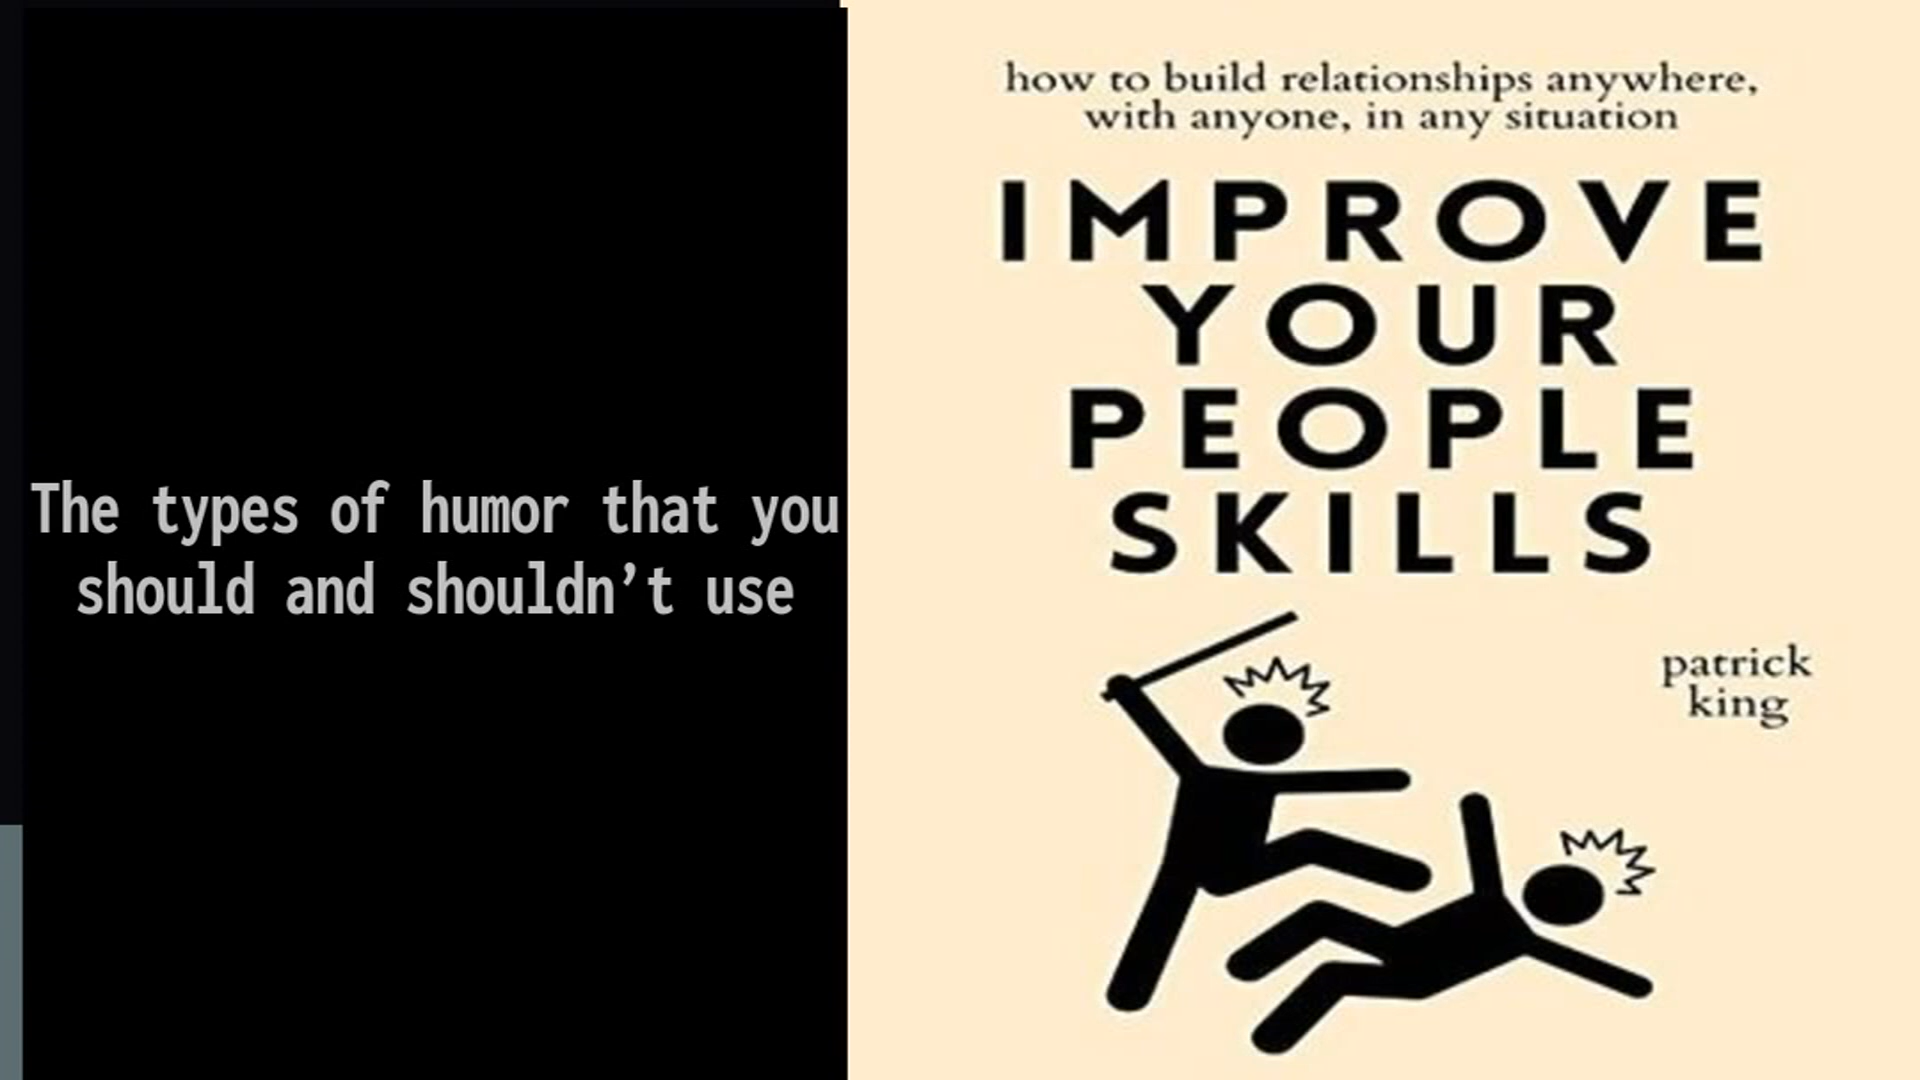 The types of humor that you
should and shouldn’t use
how to build relationships anywhere,
with anyone, in any situation
IMPROVE
YOUR
PEOPLE
SKILLS
patrick
king